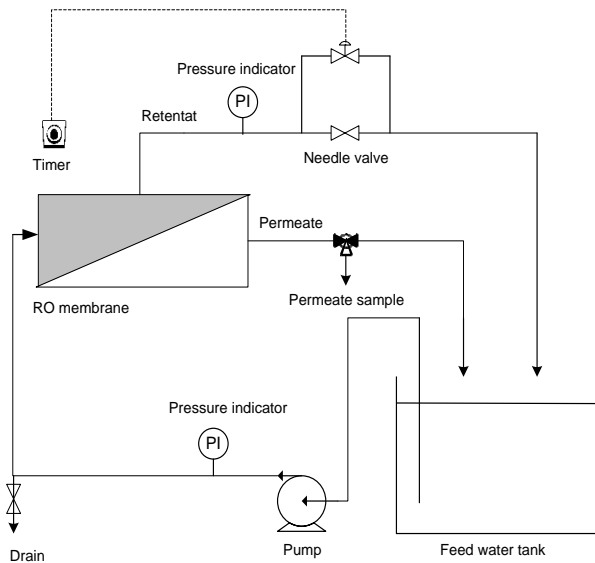 Pressure indicator
PI
Retentat
Timer
Needle valve
Permeate
RO membrane
Permeate sample
Pressure indicator
PI
Drain
Pump
Feed water tank